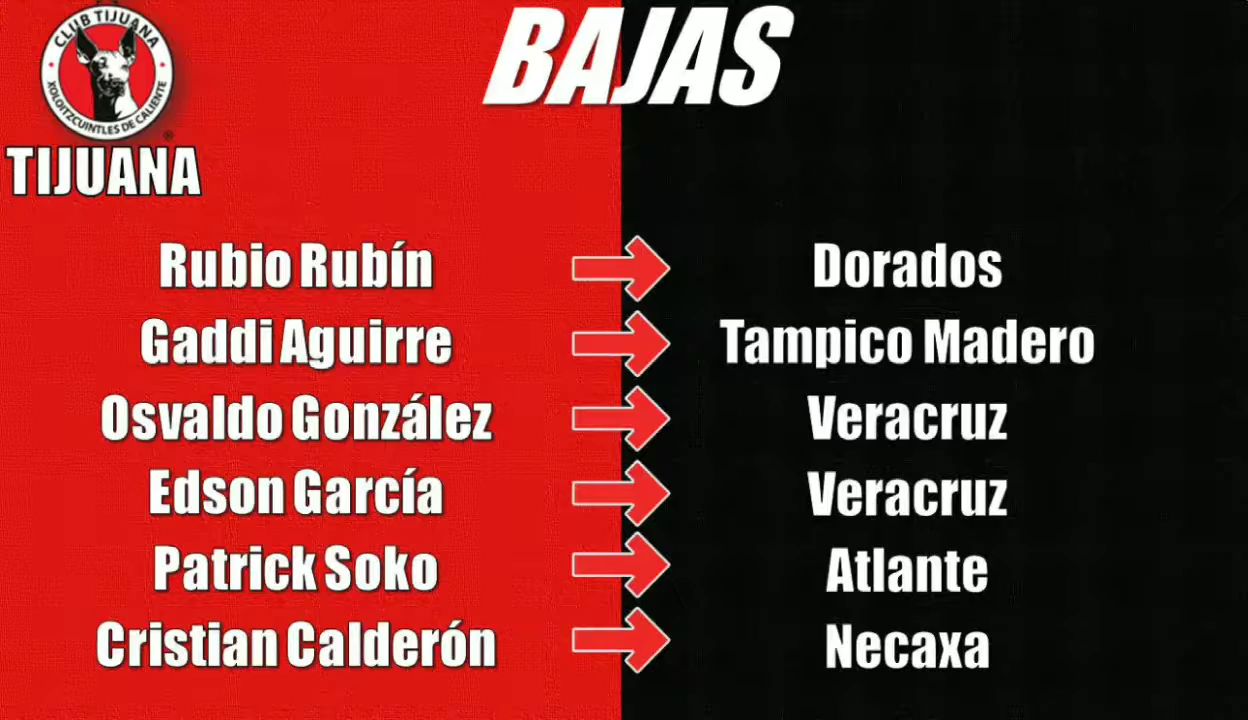 CLUB TIJUANA
XOLOITZCUINTLES DE CALIENTE
®
TIJUANA
BAJAS
Rubio Rubín Dorados
Gaddi Aguirre Tampico Madero
Osvaldo González Veracruz
Edson García Veracruz
Patrick Soko Atlante
Cristian Calderón Necaxa